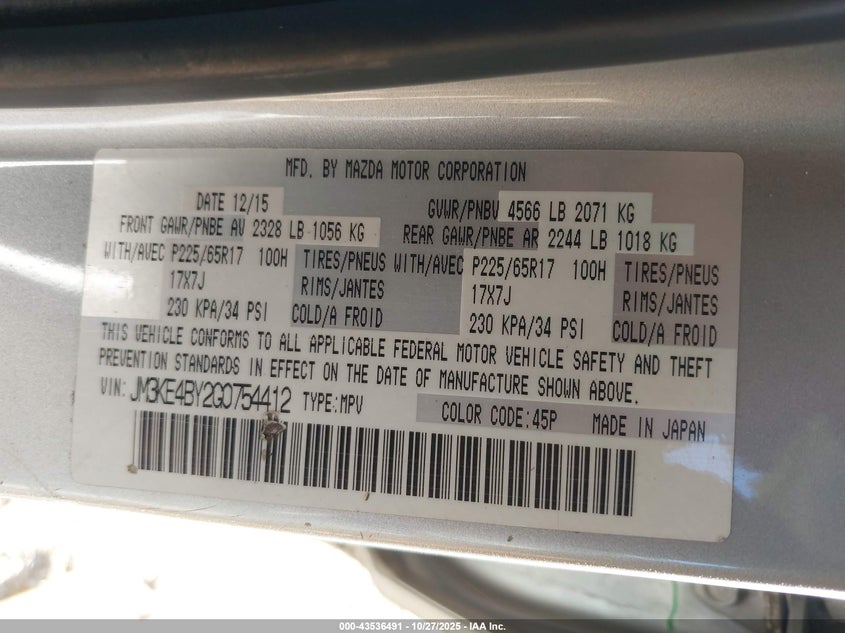 MFD. BY MAZDA MOTOR CORPORATION
DATE 12/15 GVWR/PNBV 4566 LB 2071 KG
FRONT GAWR/PNBE AV 2328 LB 1056 KG REAR GAWR/PNBE AR 2244 LB 1018 KG
WITH/AVEC P225/65R17 100H TIRES/PNEUS WITH/AVEC P225/65R17 100H TIRES/PNEUS
17X7J RIMS/JANTES 17X7J RIMS/JANTES
230 KPA/34 PSI COLD/A FROID 230 KPA/34 PSI COLD/A FROID
THIS VEHICLE CONFORMS TO ALL APPLICABLE FEDERAL MOTOR VEHICLE SAFETY AND THEFT
PREVENTION STANDARDS IN EFFECT ON THE DATE OF MANUFACTURE SHOWN ABOVE.
VIN: JM3KE4BY2G0754412 TYPE:MPV COLOR CODE:45P MADE IN JAPAN
000-43536491 - 10/27/2025 - IAA Inc.